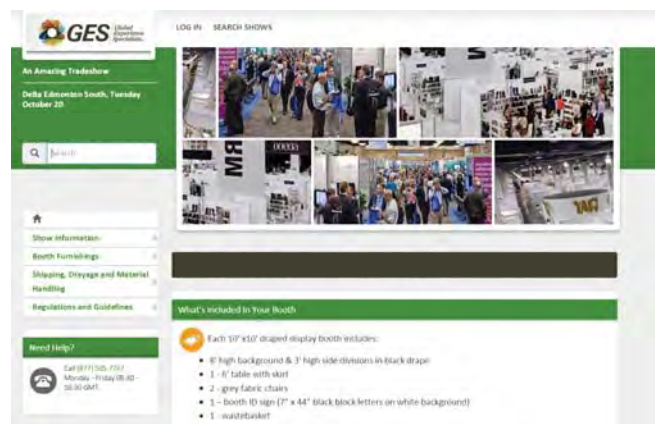 GES Global Experience Specialists
LOG IN SEARCH SHOWS
An Amazing Tradeshow
Delta Edmonton South, Tuesday
October 20
Search
Show Information
Booth Furnishings
Shipping, Drayage and Material
Handling
Regulations and Guidelines
Need Help?
Call
Monday - Friday
GMT
What's Included In Your Booth
Each 10' x10' draped display booth includes:
8' high background & 3' high side divisions in black drape
1 - 6' table with skirt
2 - grey fabric chairs
1 – booth ID sign (7" x 44" black block letters on white background)
1 - wastebasket